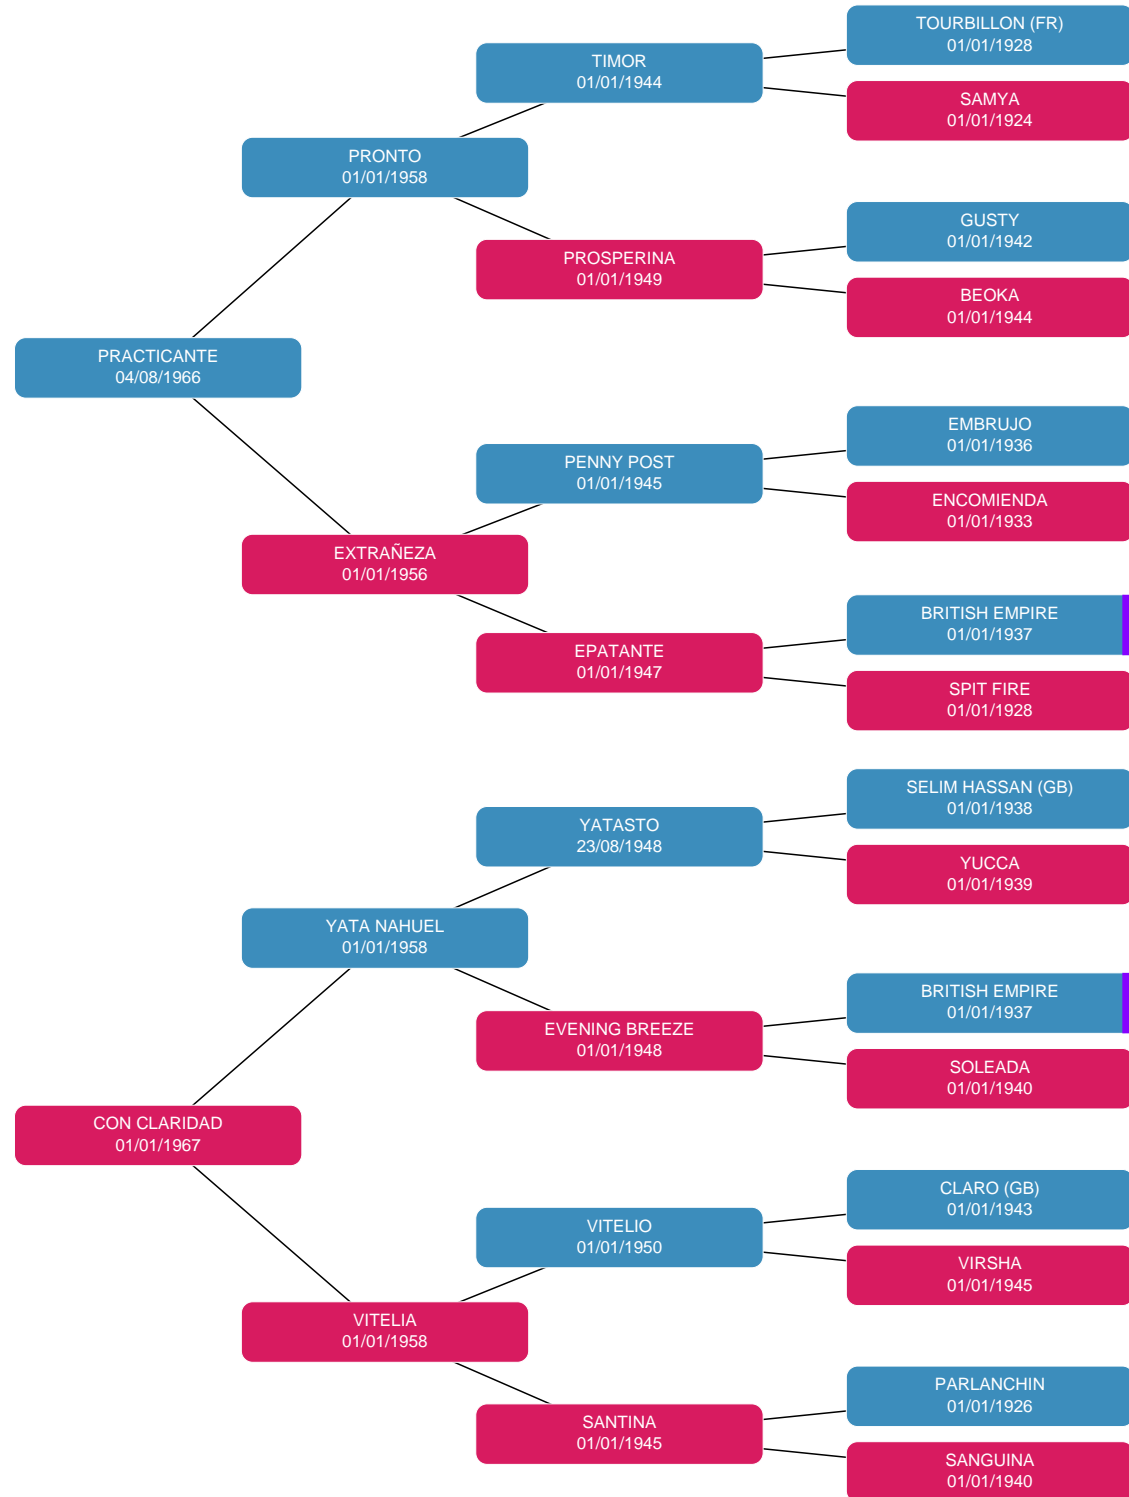 TOURBILLON (FR)
01/01/1928
TIMOR
01/01/1944
SAMYA
01/01/1924
PRONTO
01/01/1958
GUSTY
01/01/1942
PROSPERINA
01/01/1949
BEOKA
01/01/1944
PRACTICANTE
04/08/1966
EMBRUJO
01/01/1936
PENNY POST
01/01/1945
ENCOMIENDA
01/01/1933
EXTRAÑEZA
01/01/1956
BRITISH EMPIRE
01/01/1937
EPATANTE
01/01/1947
SPIT FIRE
01/01/1928
SELIM HASSAN (GB)
01/01/1938
YATASTO
23/08/1948
YUCCA
01/01/1939
YATA NAHUEL
01/01/1958
BRITISH EMPIRE
01/01/1937
EVENING BREEZE
01/01/1948
SOLEADA
01/01/1940
CON CLARIDAD
01/01/1967
CLARO (GB)
01/01/1943
VITELIO
01/01/1950
VIRSHA
01/01/1945
VITELIA
01/01/1958
PARLANCHIN
01/01/1926
SANTINA
01/01/1945
SANGUINA
01/01/1940